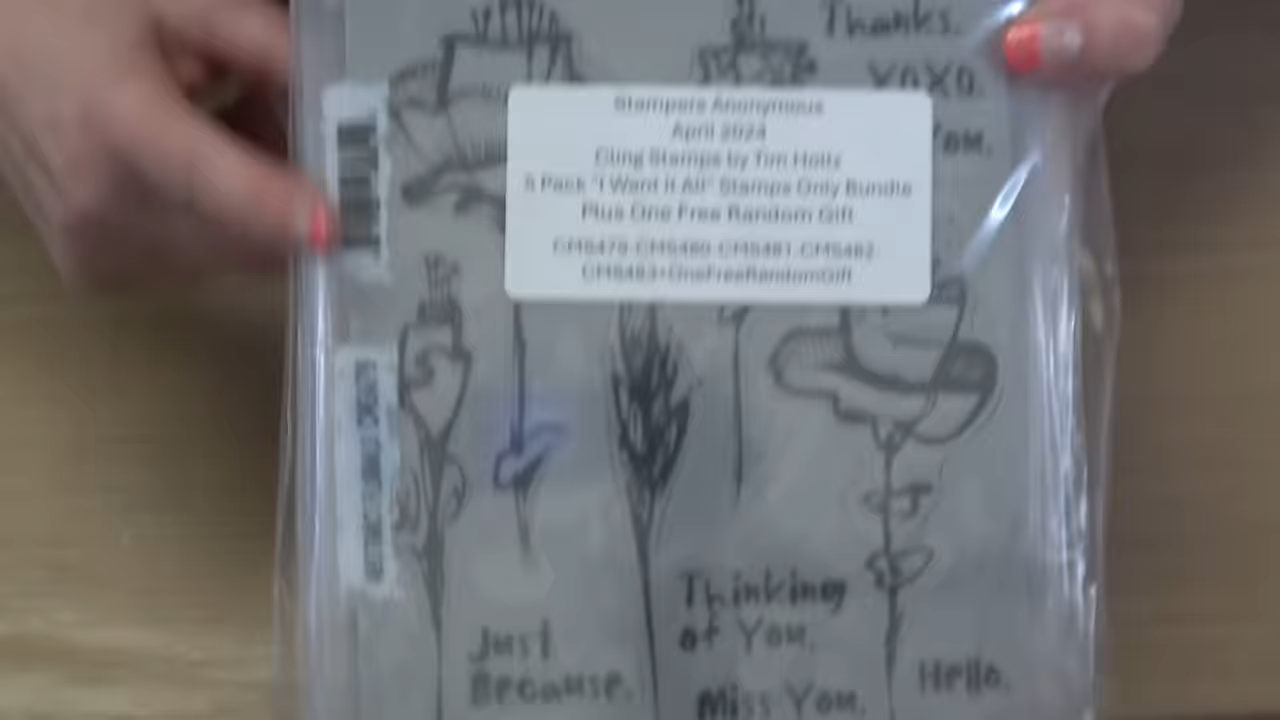 Thanks.
XOXO.
You.
Stampers Anonymous
April 2024
Cling Stamps by Tim Holtz
5 Pack "I Want It All" Stamps Only Bundle
Plus One Free Random Gift
CMS479-CMS480-CMS481-CMS482
CMS483+OneFreeRandomGift
Thinking
of You.
Just
Because.
Hello.
Miss You.